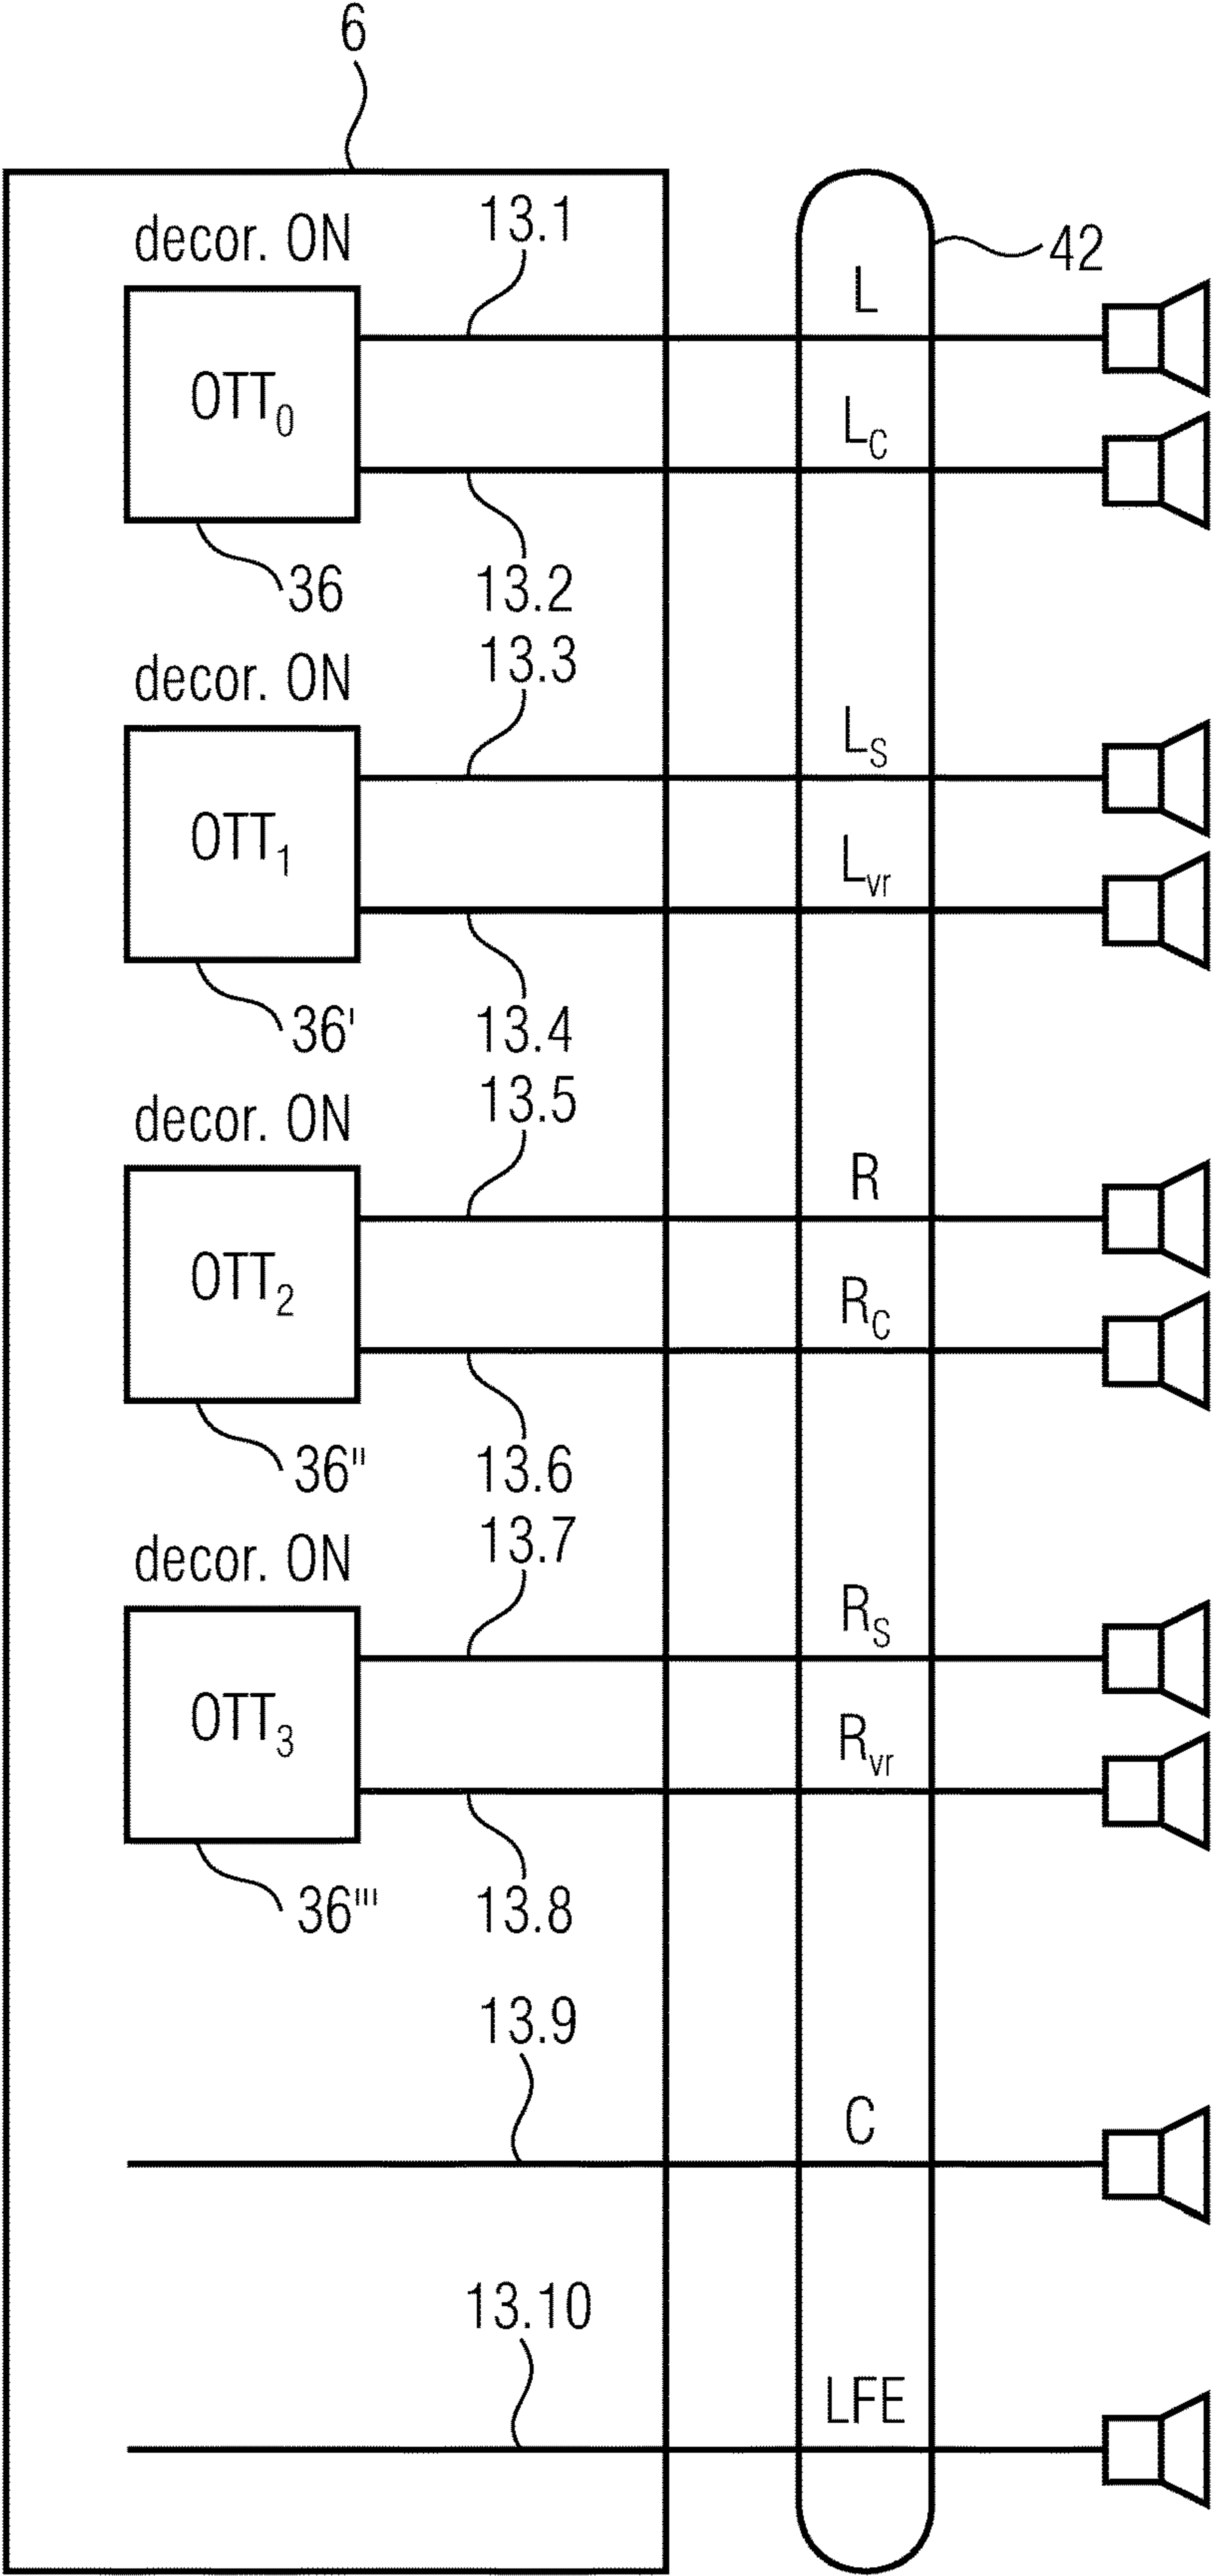 6
decor. ON
13.1
42
L
OTT0
LC
36
13.2
decor. ON
13.3
LS
OTT1
Lvr
36'
13.4
decor. ON
13.5
R
OTT2
RC
36"
13.6
decor. ON
13.7
RS
OTT3
Rvr
36'''
13.8
13.9
C
13.10
LFE